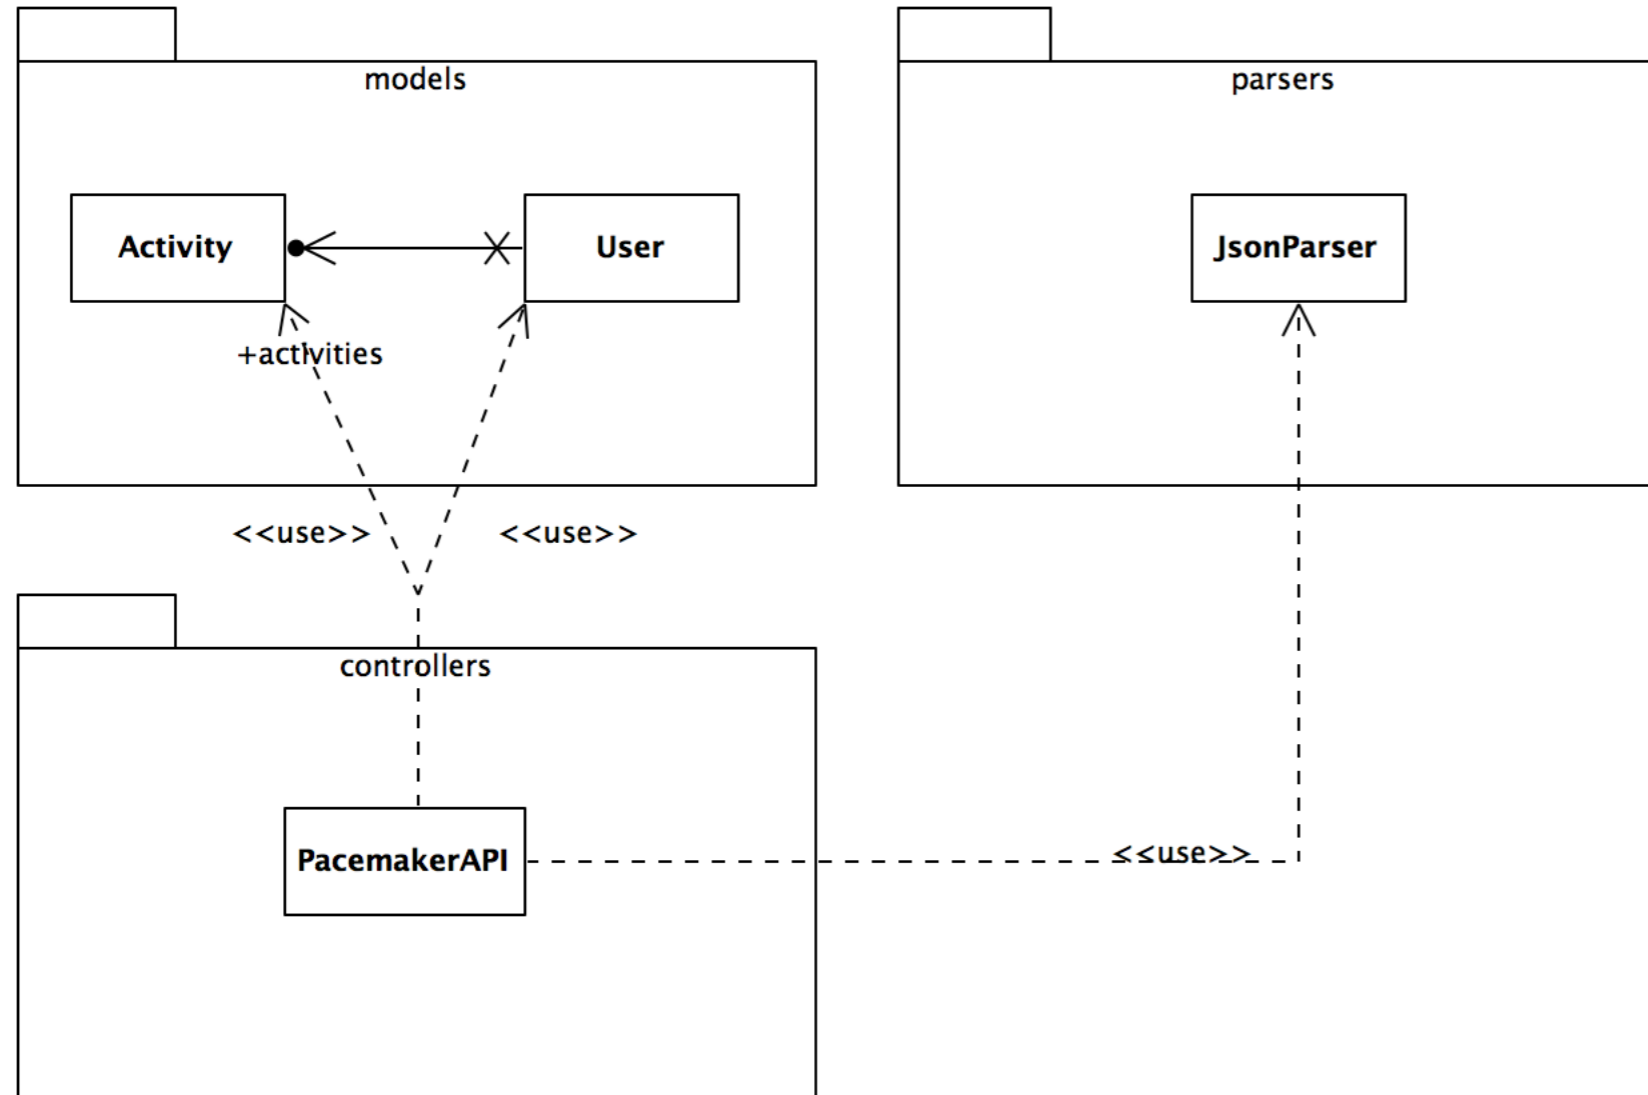 models
parsers
Activity
User
JsonParser
+activities
<<use>>
<<use>>
controllers
PacemakerAPI
<<use>>